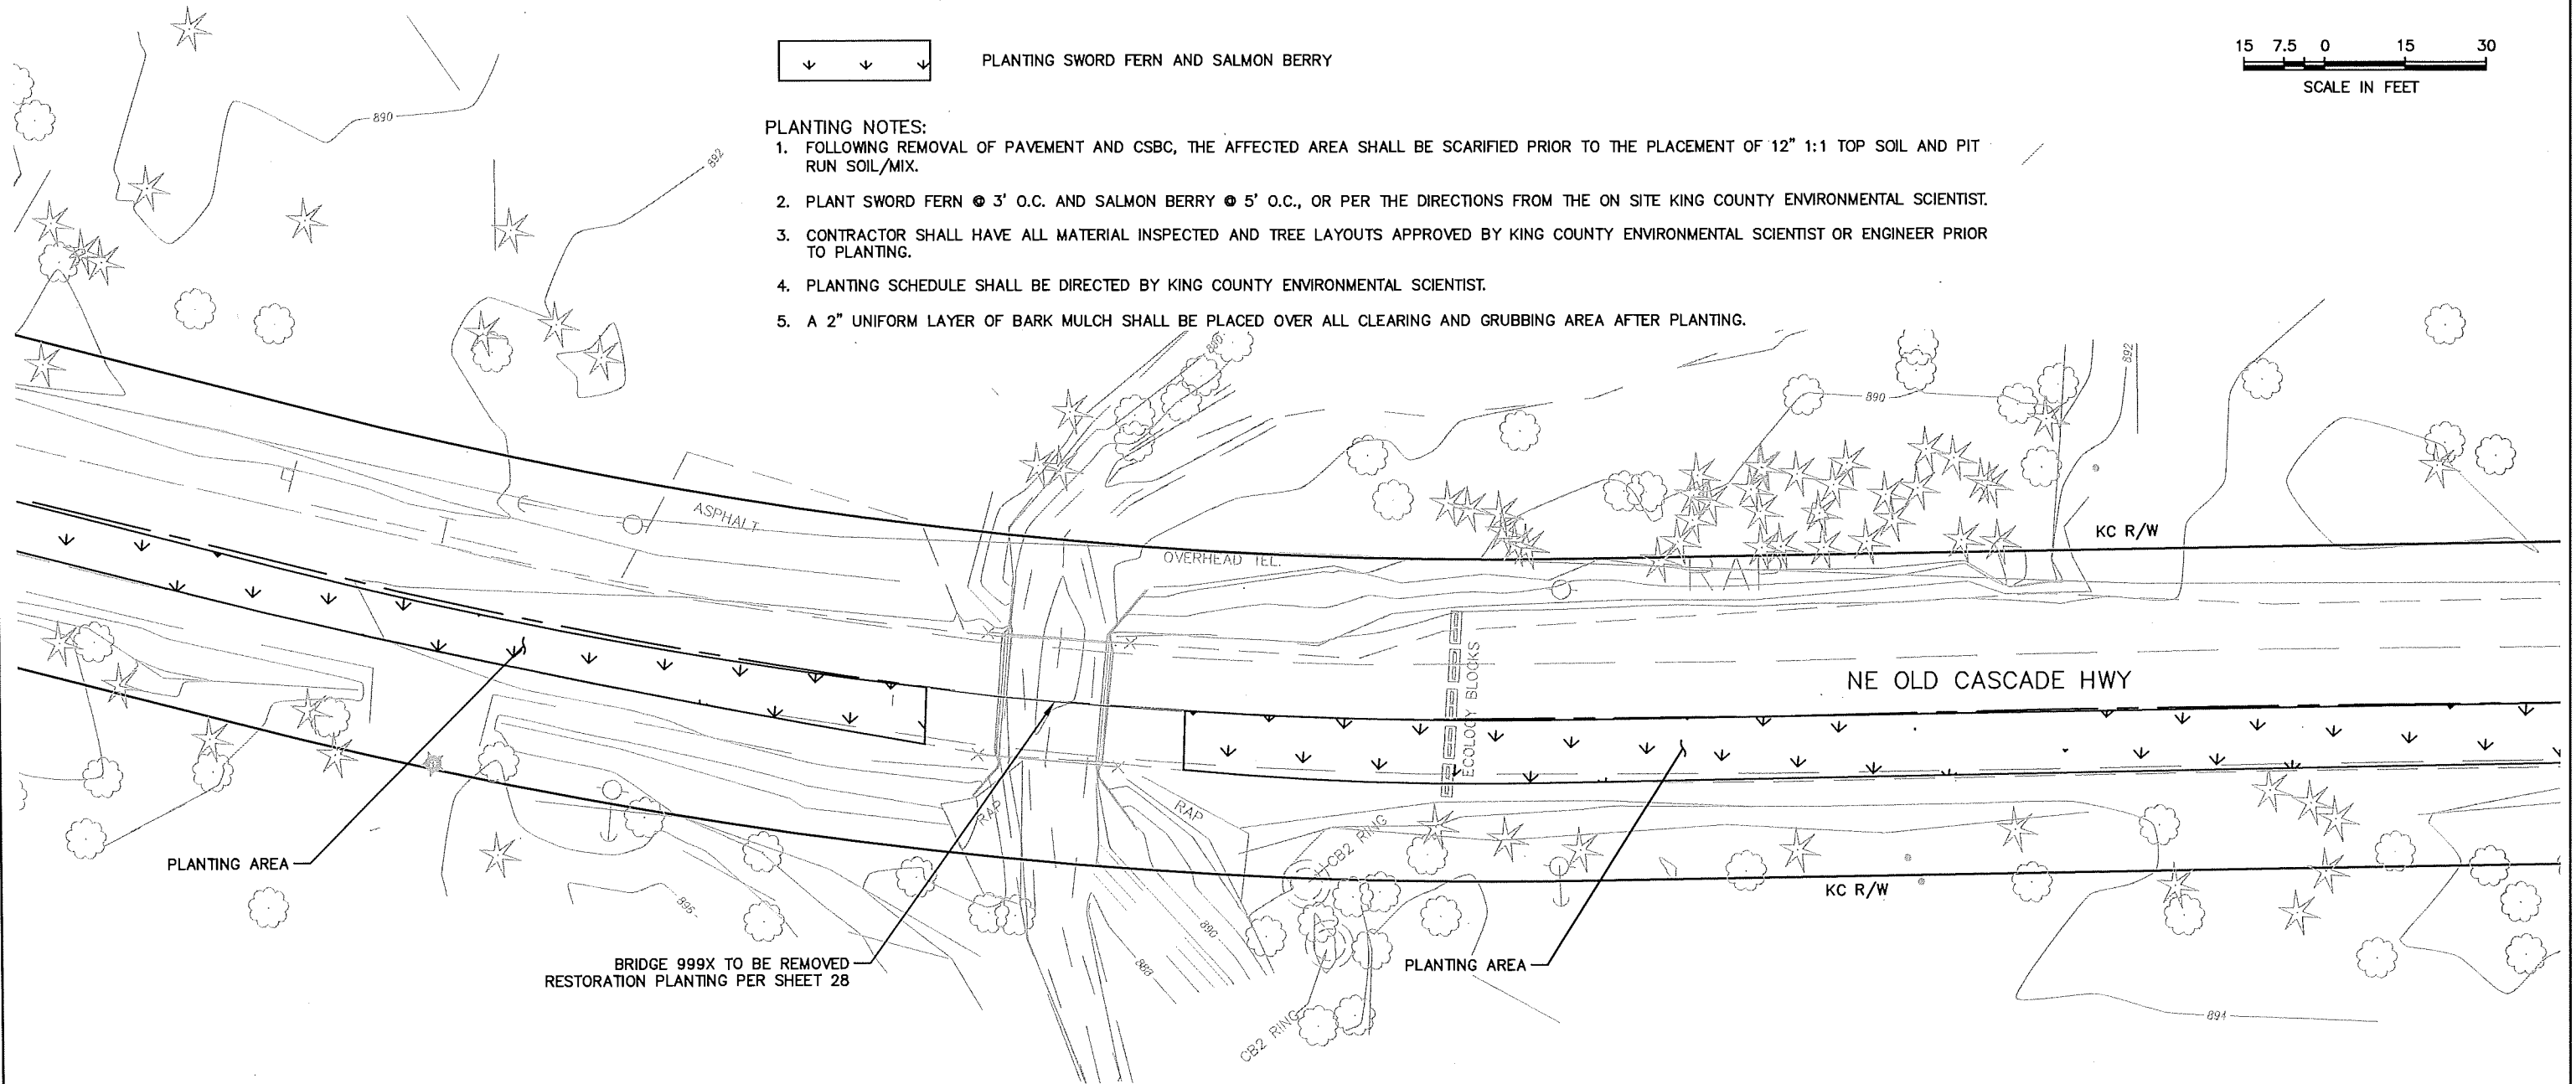 PLANTING SWORD FERN AND SALMON BERRY
15 7.5 0 15 30
SCALE IN FEET
PLANTING NOTES:
1. FOLLOWING REMOVAL OF PAVEMENT AND CSBC, THE AFFECTED AREA SHALL BE SCARIFIED PRIOR TO THE PLACEMENT OF 12" 1:1 TOP SOIL AND PIT
RUN SOIL/MIX.
2. PLANT SWORD FERN @ 3' O.C. AND SALMON BERRY @ 5' O.C., OR PER THE DIRECTIONS FROM THE ON SITE KING COUNTY ENVIRONMENTAL SCIENTIST.
3. CONTRACTOR SHALL HAVE ALL MATERIAL INSPECTED AND TREE LAYOUTS APPROVED BY KING COUNTY ENVIRONMENTAL SCIENTIST OR ENGINEER PRIOR
TO PLANTING.
4. PLANTING SCHEDULE SHALL BE DIRECTED BY KING COUNTY ENVIRONMENTAL SCIENTIST.
5. A 2" UNIFORM LAYER OF BARK MULCH SHALL BE PLACED OVER ALL CLEARING AND GRUBBING AREA AFTER PLANTING.
890
892
892
890
ASPHALT
OVERHEAD TEL.
KC R/W
ECOLOGY BLOCKS
NE OLD CASCADE HWY
RAP
RAP
CB2 RING
PLANTING AREA
KC R/W
896
890
888
BRIDGE 999X TO BE REMOVED
RESTORATION PLANTING PER SHEET 28
PLANTING AREA
CB2 RING
894